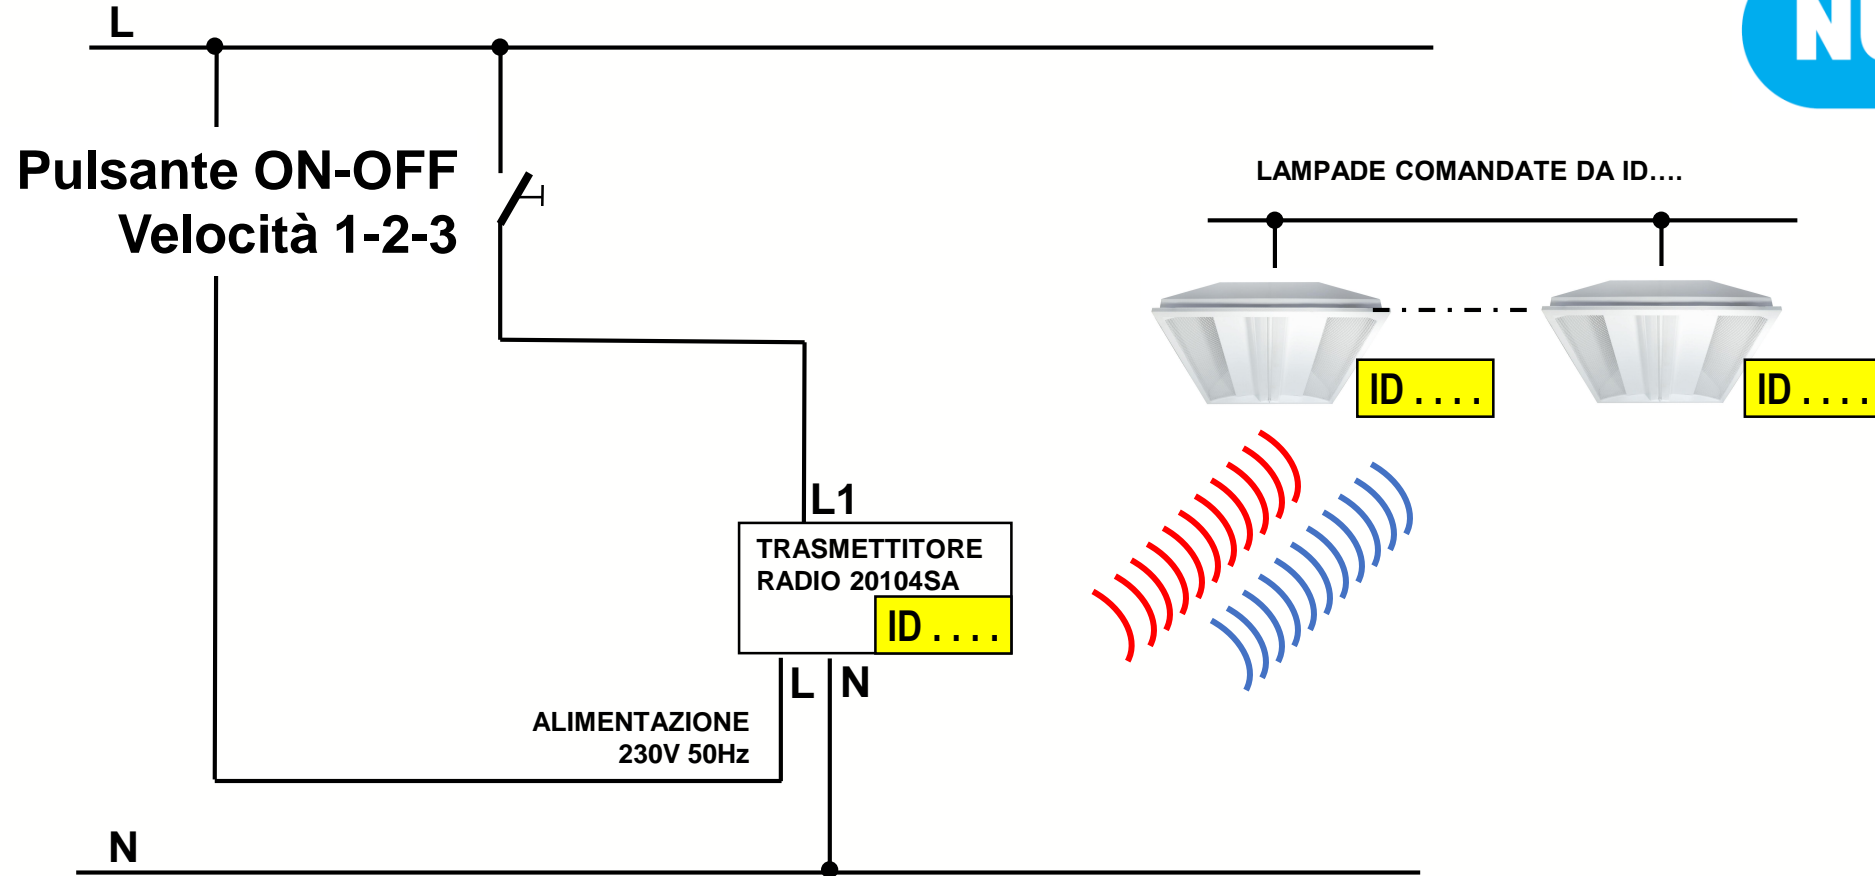 L
Pulsante ON-OFF
Velocità 1-2-3
LAMPADE COMANDATE DA ID....
ID ....
ID ....
L1
TRASMETTITORE
RADIO 20104SA
ID ....
L N
ALIMENTAZIONE
230V 50Hz
N